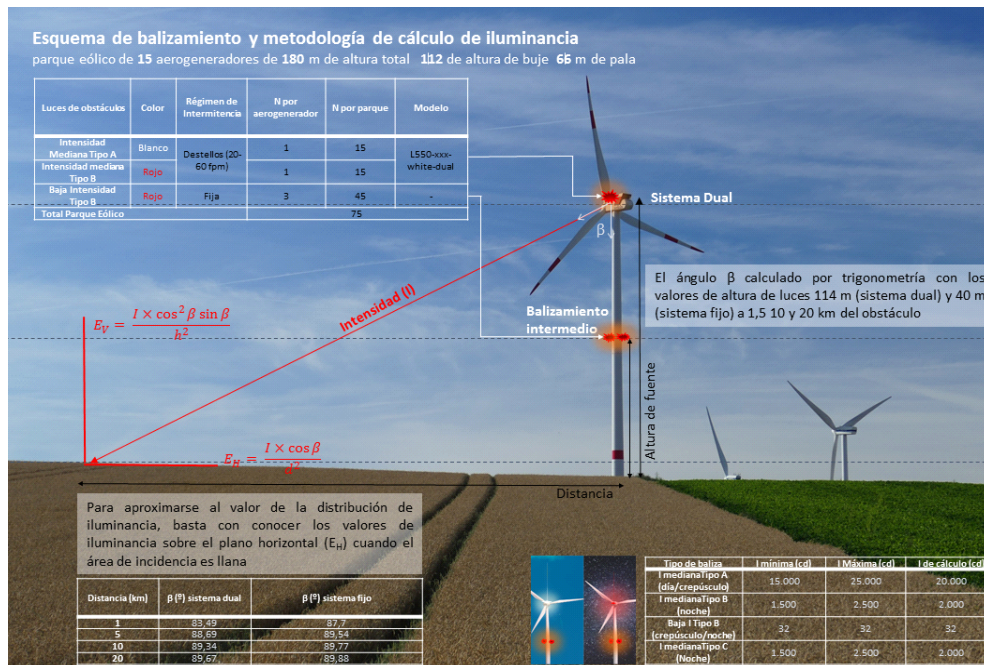 Esquema de balizamiento y metodología de cálculo de iluminancia
parque eólico de 15 aerogeneradores de 180 m de altura total 112 de altura de buje 66 m de pala
Luces de obstáculos Color Régimen de Intermitencia N por aerogenerador N por parque Modelo
Intensidad Mediana Tipo A Blanco Destellos (20-60 fpm) 1 15 L550-xxx-white-dual
Intensidad mediana Tipo B Rojo 1 15
Baja Intensidad Tipo B Rojo Fija 3 45 -
Total Parque Eólico 75
Sistema Dual
β
Intensidad (I)
El ángulo β calculado por trigonometría con los
valores de altura de luces 114 m (sistema dual) y 40 m
(sistema fijo) a 1,5 10 y 20 km del obstáculo
Balizamiento
intermedio
E_V = I × cos² β sin β / h²
Altura de fuente
E_H = I × cos β / d²
Distancia
Para aproximarse al valor de la distribución de
iluminancia, basta con conocer los valores de
iluminancia sobre el plano horizontal (E_H) cuando el
área de incidencia es llana
Distancia (km) β (º) sistema dual β (º) sistema fijo
1 83,49 87,7
5 88,69 89,54
10 89,34 89,77
20 89,67 89,88
Tipo de baliza I mínima (cd) I Máxima (cd) I de cálculo (cd)
I medianaTipo A (día/crepúsculo) 15.000 25.000 20.000
I medianaTipo B (noche) 1.500 2.500 2.000
Baja I Tipo B (crepúsculo/noche) 32 32 32
I medianaTipo C (Noche) 1.500 2.500 2.000